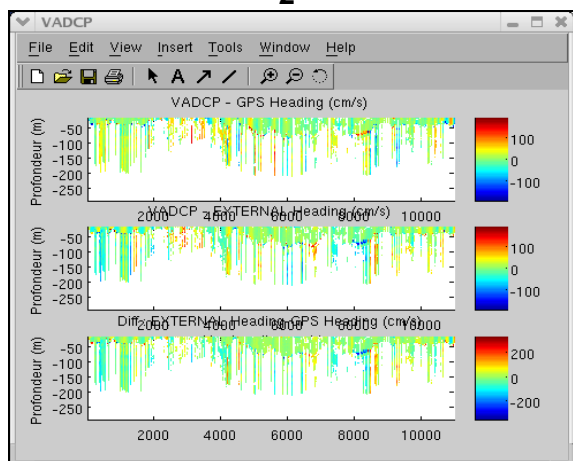 2
VADCP
File Edit View Insert Tools Window Help
A
VADCP - GPS Heading (cm/s)
Profondeur (m)
-50
-100
-150
-200
-250
2000 4000 6000 8000 10000
100
0
-100
VADCP - EXTERNAL Heading (cm/s)
Profondeur (m)
-50
-100
-150
-200
-250
2000 4000 6000 8000 10000
100
0
-100
Diff: EXTERNAL Heading-GPS Heading (cm/s)
Profondeur (m)
-50
-100
-150
-200
-250
2000 4000 6000 8000 10000
200
0
-200